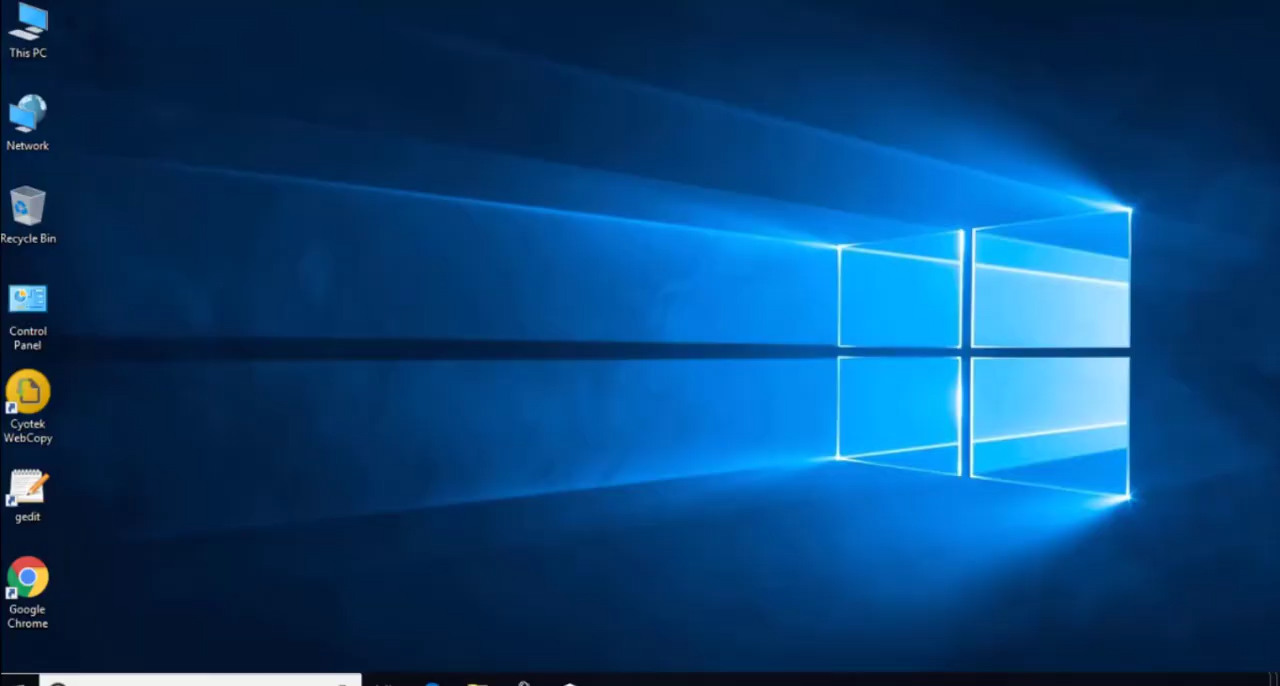 This PC
Network
Recycle Bin
Control
Panel
Cyotek
WebCopy
gedit
Google
Chrome